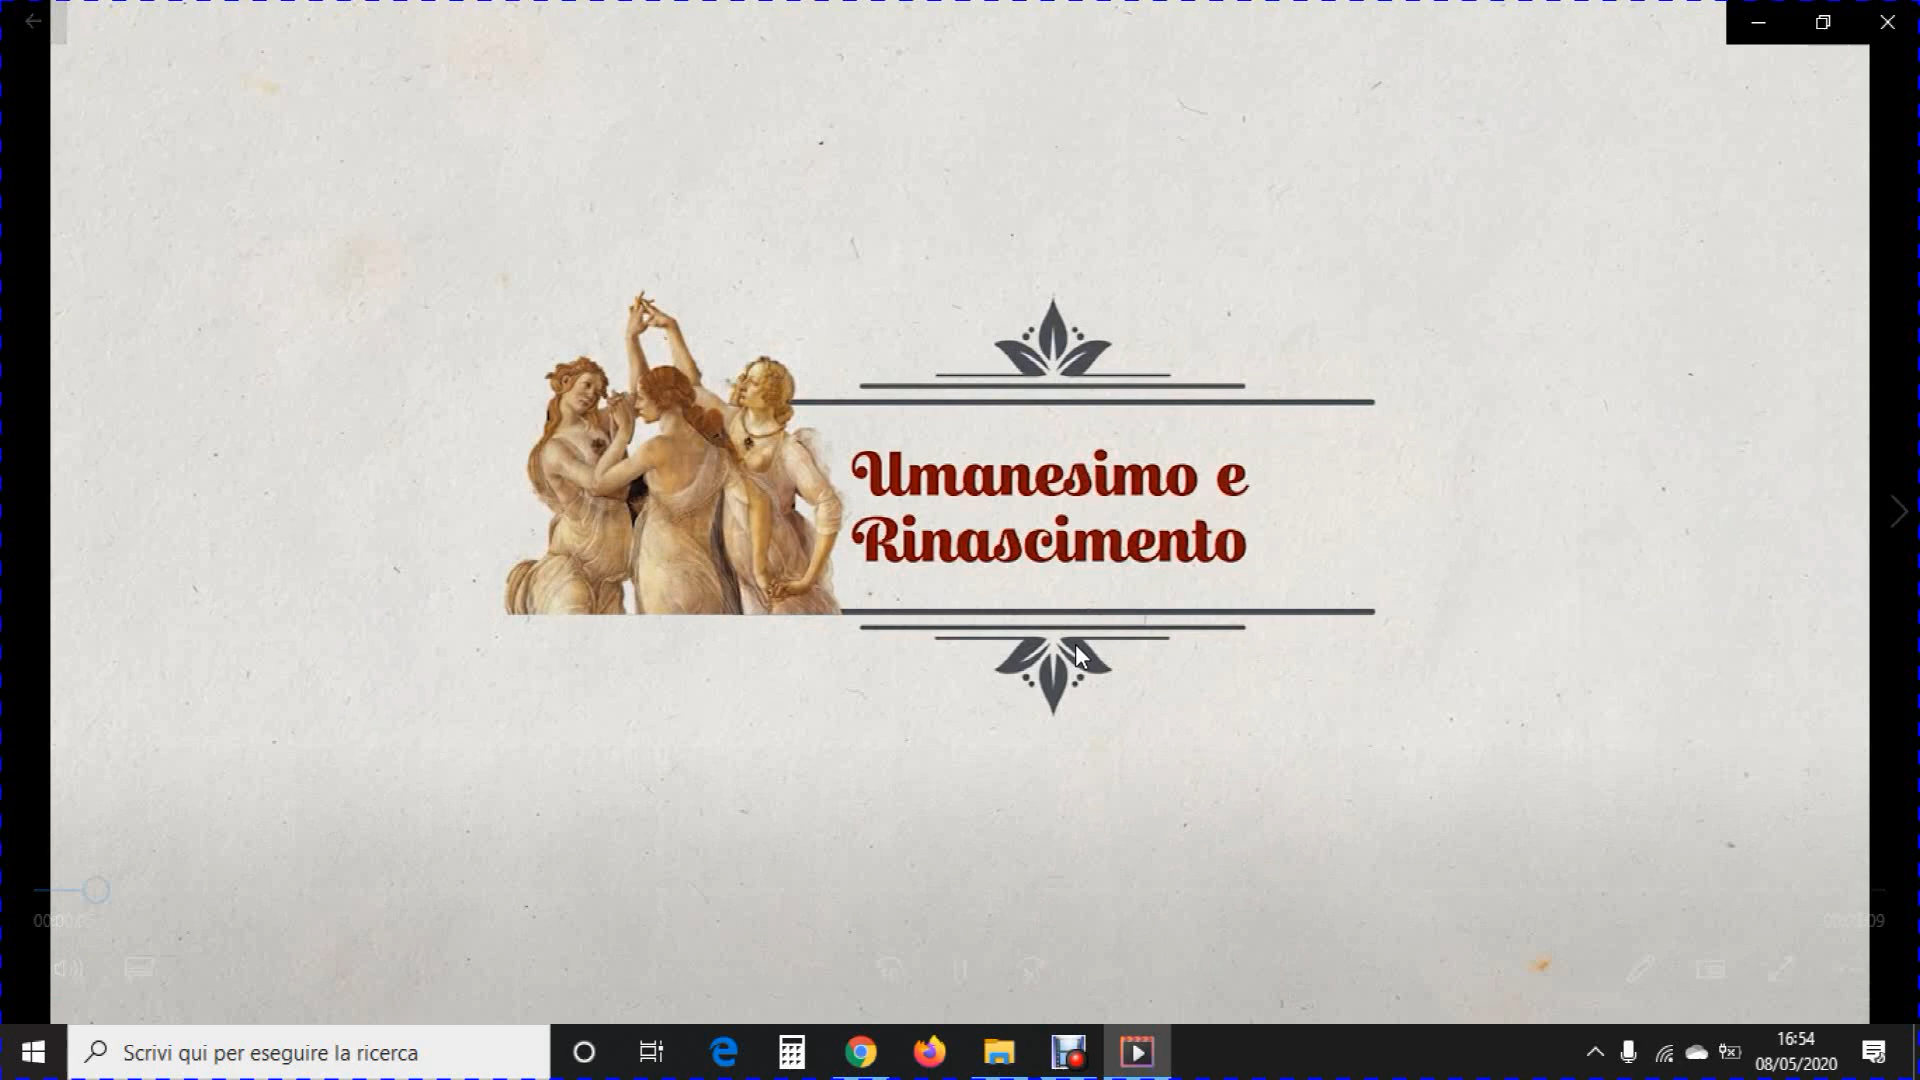 Umanesimo e
Rinascimento
Scrivi qui per eseguire la ricerca
16:54
08/05/2020